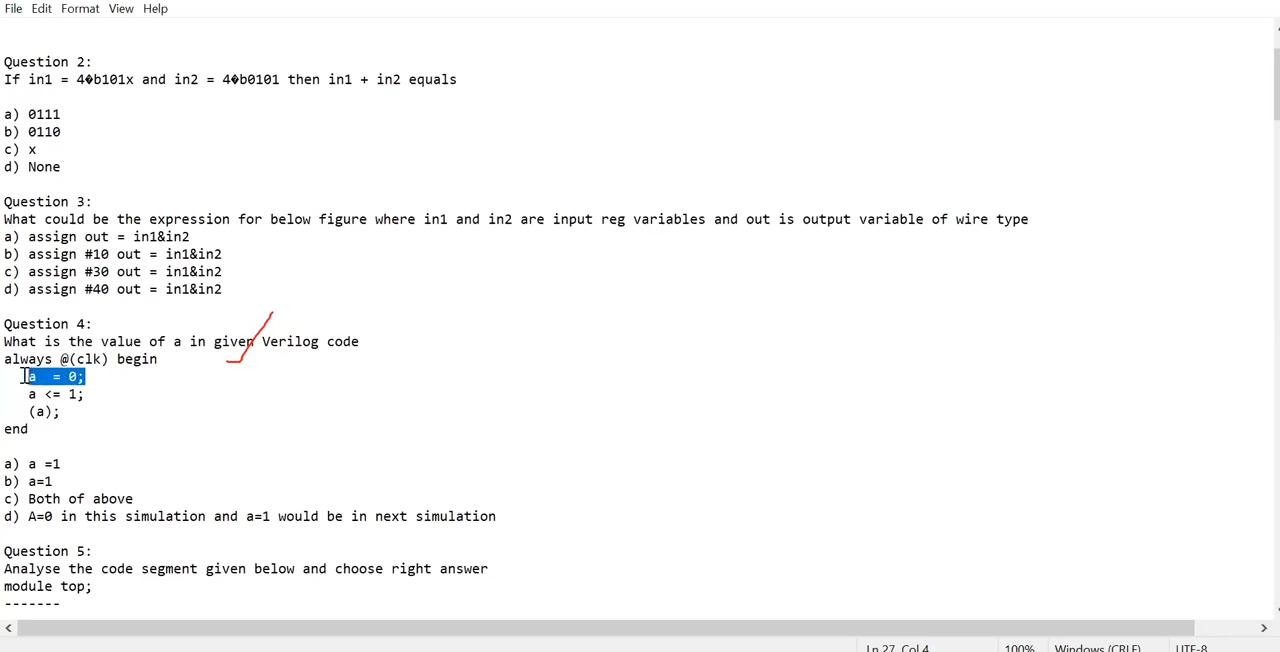 File Edit Format View Help
Question 2:
If in1 = 4�b101x and in2 = 4�b0101 then in1 + in2 equals
a) 0111
b) 0110
c) x
d) None
Question 3:
What could be the expression for below figure where in1 and in2 are input reg variables and out is output variable of wire type
a) assign out = in1&in2
b) assign #10 out = in1&in2
c) assign #30 out = in1&in2
d) assign #40 out = in1&in2
Question 4:
What is the value of a in given Verilog code
always @(clk) begin
a  = 0;
a <= 1;
(a);
end
a) a =1
b) a=1
c) Both of above
d) A=0 in this simulation and a=1 would be in next simulation
Question 5:
Analyse the code segment given below and choose right answer
module top;
-------
Ln 27, Col 4 100% Windows (CRLF) UTF-8